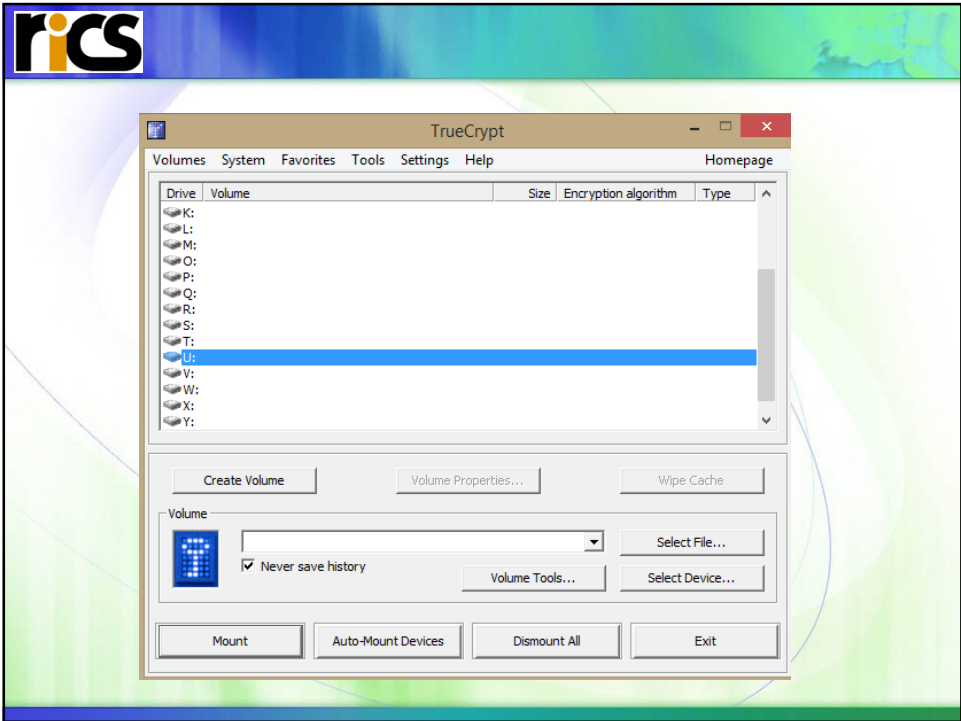 rics
TrueCrypt
Volumes System Favorites Tools Settings Help Homepage
Drive Volume Size Encryption algorithm Type
K:
L:
M:
O:
P:
Q:
R:
S:
T:
U:
V:
W:
X:
Y:
Create Volume Volume Properties... Wipe Cache
Volume
Select File...
Never save history
Volume Tools... Select Device...
Mount Auto-Mount Devices Dismount All Exit